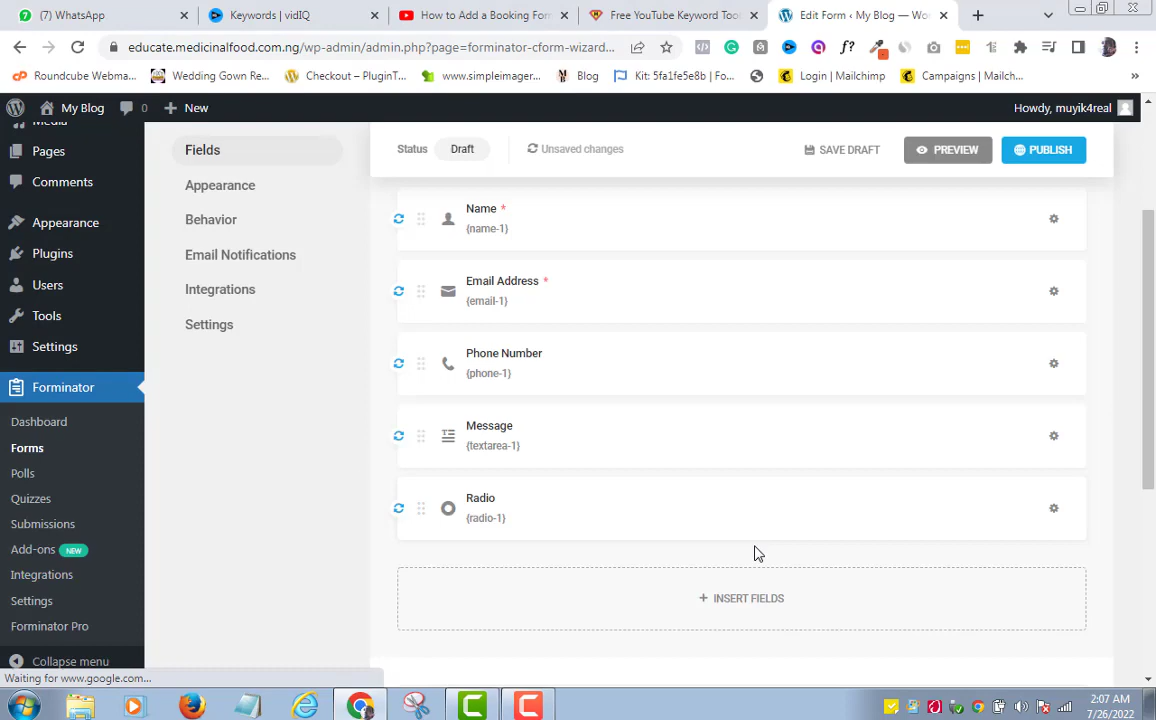 (7) WhatsApp
Keywords | vidIQ
How to Add a Booking For
Free YouTube Keyword Too
Edit Form ‹ My Blog — Wo
educate.medicinalfood.com.ng/wp-admin/admin.php?page=forminator-cform-wizard...
Roundcube Webma...
Wedding Gown Re...
Checkout – PluginT...
www.simpleimager...
Blog
Kit: 5fa1fe5e8b | Fo...
Login | Mailchimp
Campaigns | Mailch...
»
My Blog
0
+ New
Howdy, muyik4real
Media
Pages
Comments
Appearance
Plugins
Users
Tools
Settings
Forminator
Dashboard
Forms
Polls
Quizzes
Submissions
Add-ons NEW
Integrations
Settings
Forminator Pro
Collapse menu
Fields
Appearance
Behavior
Email Notifications
Integrations
Settings
Status
Draft
Unsaved changes
SAVE DRAFT
PREVIEW
PUBLISH
Name *
{name-1}
Email Address *
{email-1}
Phone Number
{phone-1}
Message
{textarea-1}
Radio
{radio-1}
+ INSERT FIELDS
Waiting for www.google.com...
2:07 AM
7/26/2022